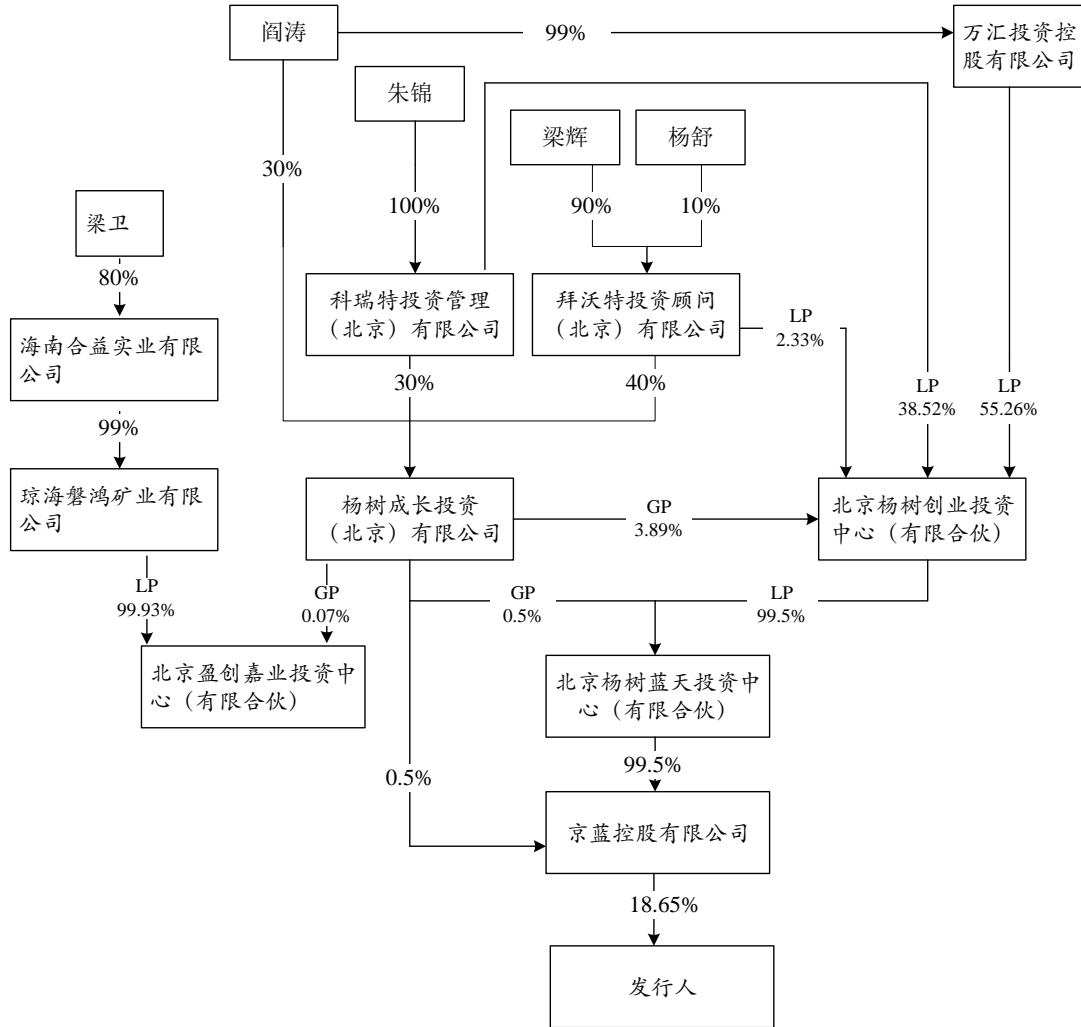 阎涛
99%
万汇投资控
股有限公司
朱锦
梁辉
杨舒
30%
梁卫
100%
90%
10%
80%
科瑞特投资管理
（北京）有限公司
拜沃特投资顾问
（北京）有限公司
LP
2.33%
海南合益实业有限
公司
30%
40%
LP
38.52%
LP
55.26%
99%
琼海磐鸿矿业有限
公司
杨树成长投资
（北京）有限公司
GP
3.89%
北京杨树创业投资
中心（有限合伙）
LP
99.93%
GP
0.07%
GP
0.5%
LP
99.5%
北京盈创嘉业投资中
心（有限合伙）
北京杨树蓝天投资中
心（有限合伙）
0.5%
99.5%
京蓝控股有限公司
18.65%
发行人